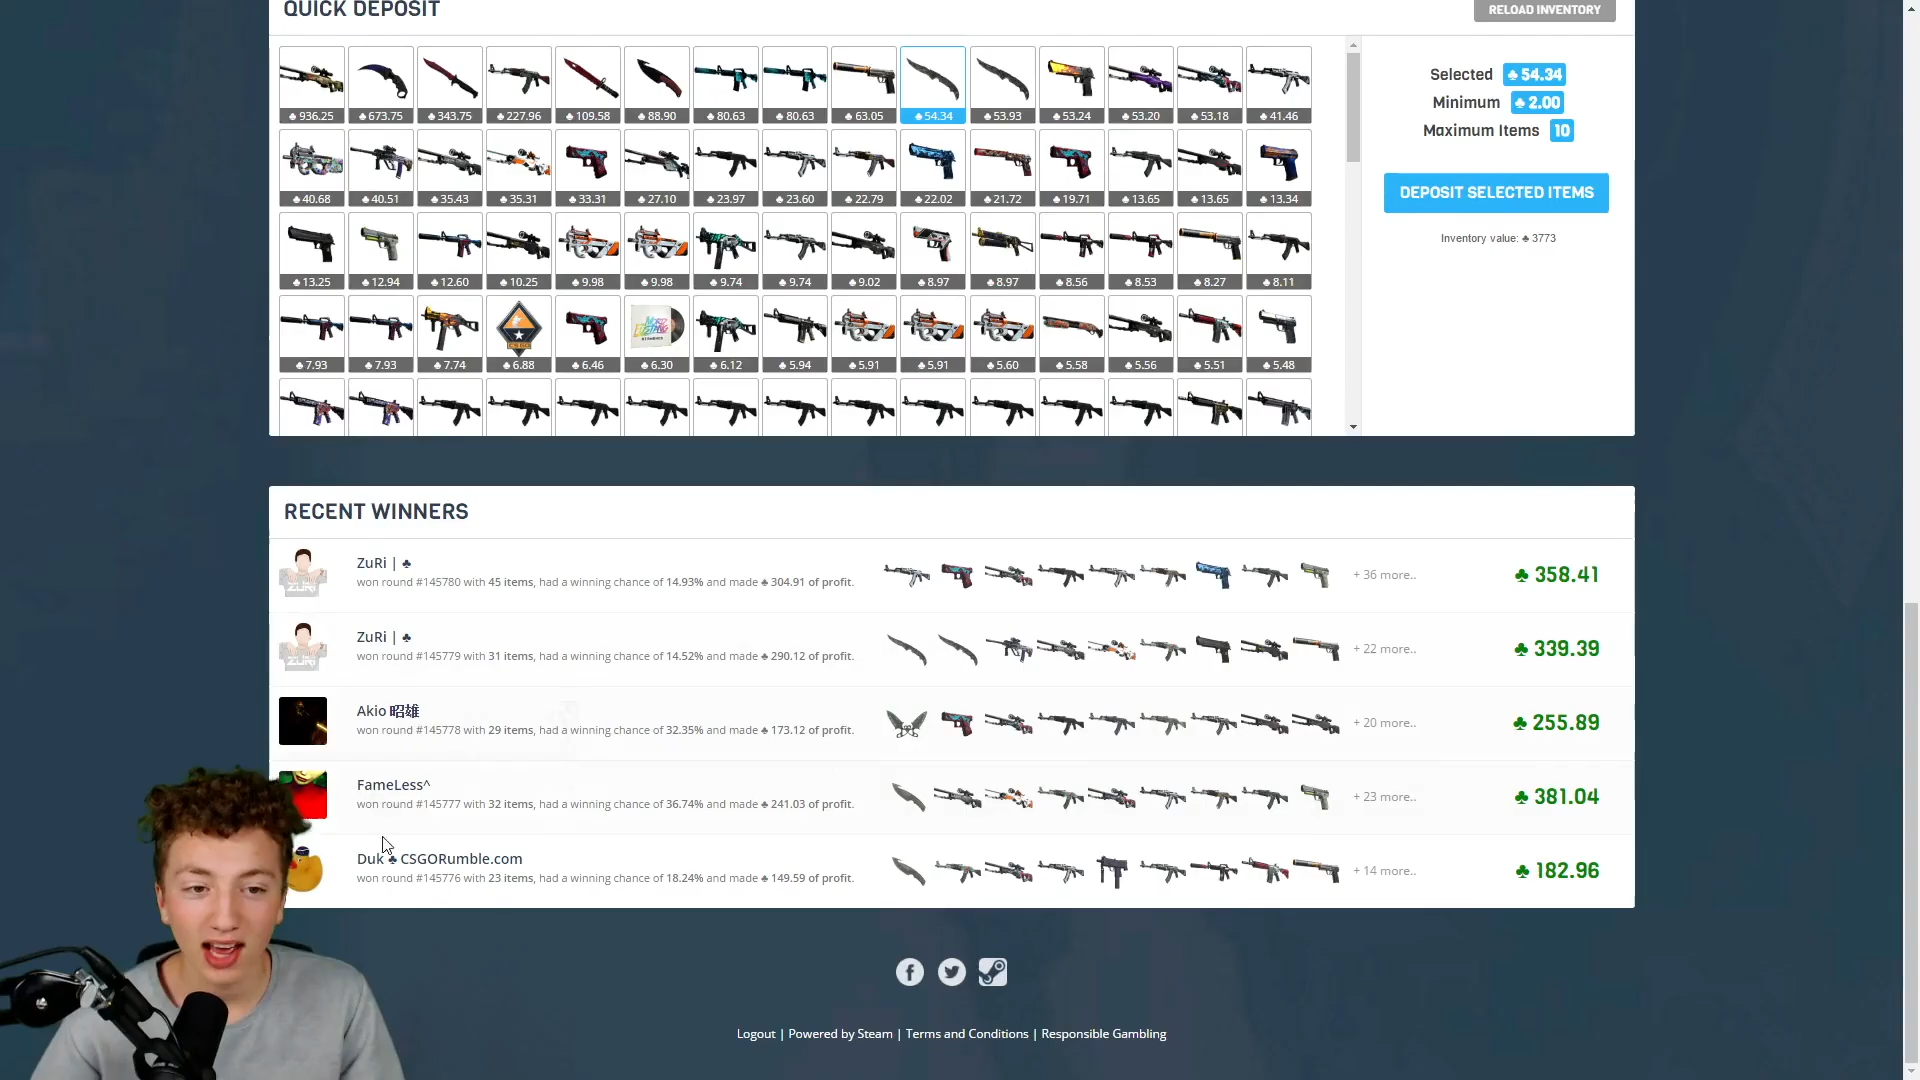 QUICK DEPOSIT
RELOAD INVENTORY
♣ 936.25 ♣ 673.75 ♣ 343.75 ♣ 227.96 ♣ 109.58 ♣ 88.90 ♣ 80.63 ♣ 80.63 ♣ 63.05 ♣ 54.34 ♣ 53.93 ♣ 53.24 ♣ 53.20 ♣ 53.18 ♣ 41.46
♣ 40.68 ♣ 40.51 ♣ 35.43 ♣ 35.31 ♣ 33.31 ♣ 27.10 ♣ 23.97 ♣ 23.60 ♣ 22.79 ♣ 22.02 ♣ 21.72 ♣ 19.71 ♣ 13.65 ♣ 13.65 ♣ 13.34
♣ 13.25 ♣ 12.94 ♣ 12.60 ♣ 10.25 ♣ 9.98 ♣ 9.98 ♣ 9.74 ♣ 9.74 ♣ 9.02 ♣ 8.97 ♣ 8.97 ♣ 8.56 ♣ 8.53 ♣ 8.27 ♣ 8.11
♣ 7.93 ♣ 7.93 ♣ 7.74 ♣ 6.88 ♣ 6.46 ♣ 6.30 ♣ 6.12 ♣ 5.94 ♣ 5.91 ♣ 5.91 ♣ 5.60 ♣ 5.58 ♣ 5.56 ♣ 5.51 ♣ 5.48
Selected ♣ 54.34
Minimum ♣ 2.00
Maximum Items 10
DEPOSIT SELECTED ITEMS
Inventory value: ♣ 3773
RECENT WINNERS
ZuRi | ♣
won round #145780 with 45 items, had a winning chance of 14.93% and made ♣ 304.91 of profit.
+ 36 more..
♣ 358.41
ZuRi | ♣
won round #145779 with 31 items, had a winning chance of 14.52% and made ♣ 290.12 of profit.
+ 22 more..
♣ 339.39
Akio 昭雄
won round #145778 with 29 items, had a winning chance of 32.35% and made ♣ 173.12 of profit.
+ 20 more..
♣ 255.89
FameLess^
won round #145777 with 32 items, had a winning chance of 36.74% and made ♣ 241.03 of profit.
+ 23 more..
♣ 381.04
Duk ♣ CSGORumble.com
won round #145776 with 23 items, had a winning chance of 18.24% and made ♣ 149.59 of profit.
+ 14 more..
♣ 182.96
Logout | Powered by Steam | Terms and Conditions | Responsible Gambling